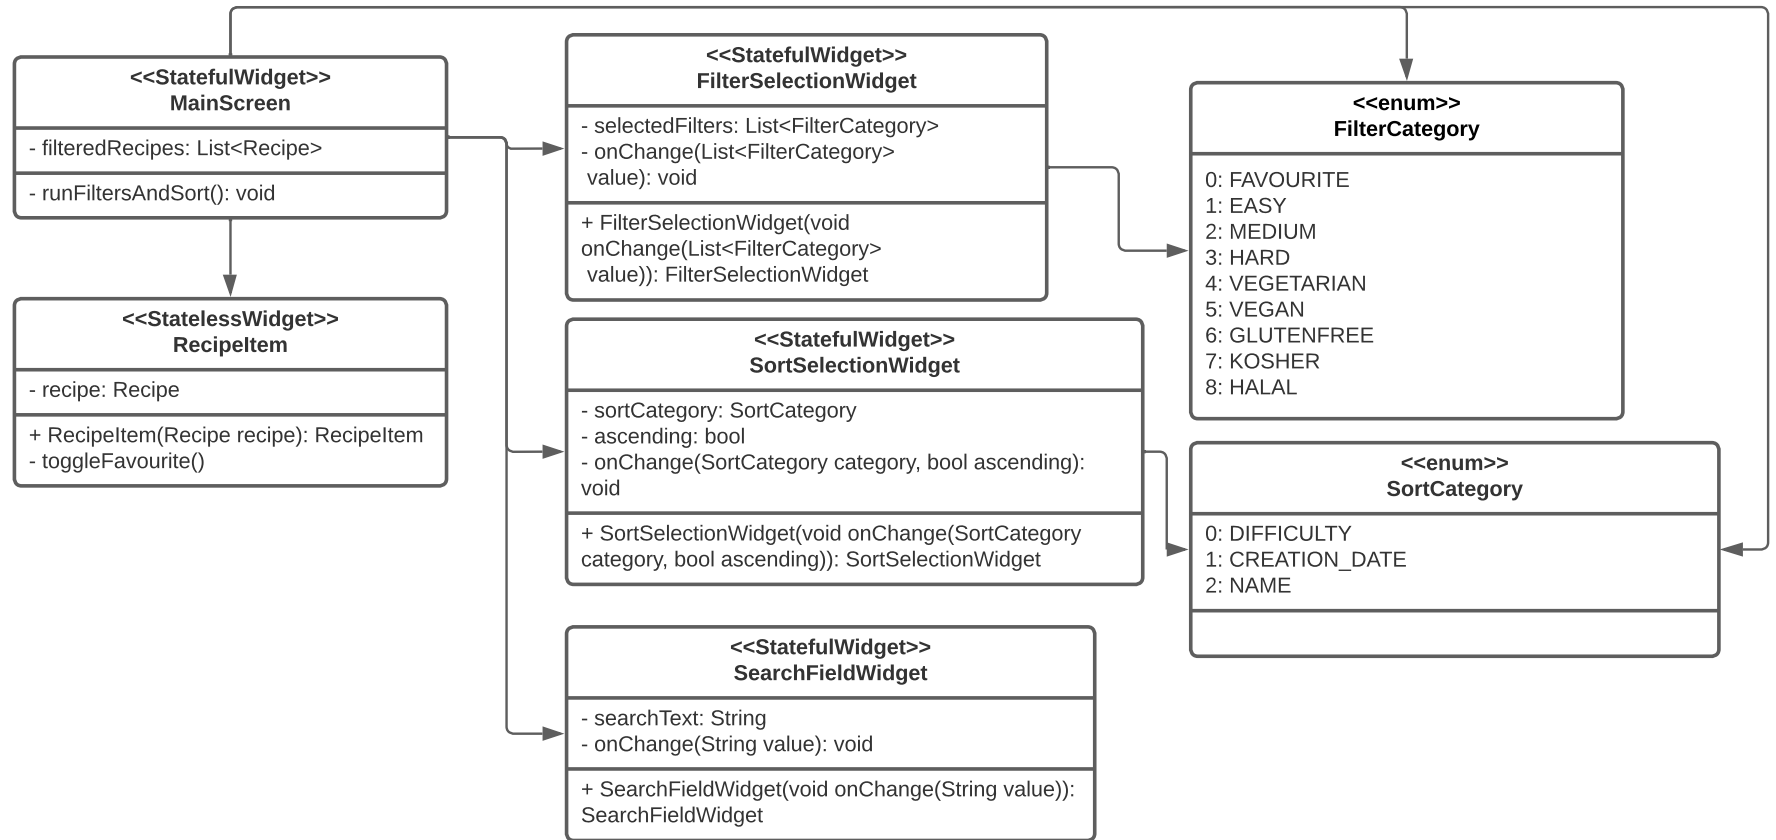 <<StatefulWidget>>
MainScreen
- filteredRecipes: List<Recipe>
- runFiltersAndSort(): void
<<StatelessWidget>>
RecipeItem
- recipe: Recipe
+ RecipeItem(Recipe recipe): RecipeItem
- toggleFavourite()
<<StatefulWidget>>
FilterSelectionWidget
- selectedFilters: List<FilterCategory>
- onChange(List<FilterCategory>
value): void
+ FilterSelectionWidget(void
onChange(List<FilterCategory>
value)): FilterSelectionWidget
<<StatefulWidget>>
SortSelectionWidget
- sortCategory: SortCategory
- ascending: bool
- onChange(SortCategory category, bool ascending):
void
+ SortSelectionWidget(void onChange(SortCategory
category, bool ascending)): SortSelectionWidget
<<StatefulWidget>>
SearchFieldWidget
- searchText: String
- onChange(String value): void
+ SearchFieldWidget(void onChange(String value)):
SearchFieldWidget
<<enum>>
FilterCategory
0: FAVOURITE
1: EASY
2: MEDIUM
3: HARD
4: VEGETARIAN
5: VEGAN
6: GLUTENFREE
7: KOSHER
8: HALAL
<<enum>>
SortCategory
0: DIFFICULTY
1: CREATION_DATE
2: NAME